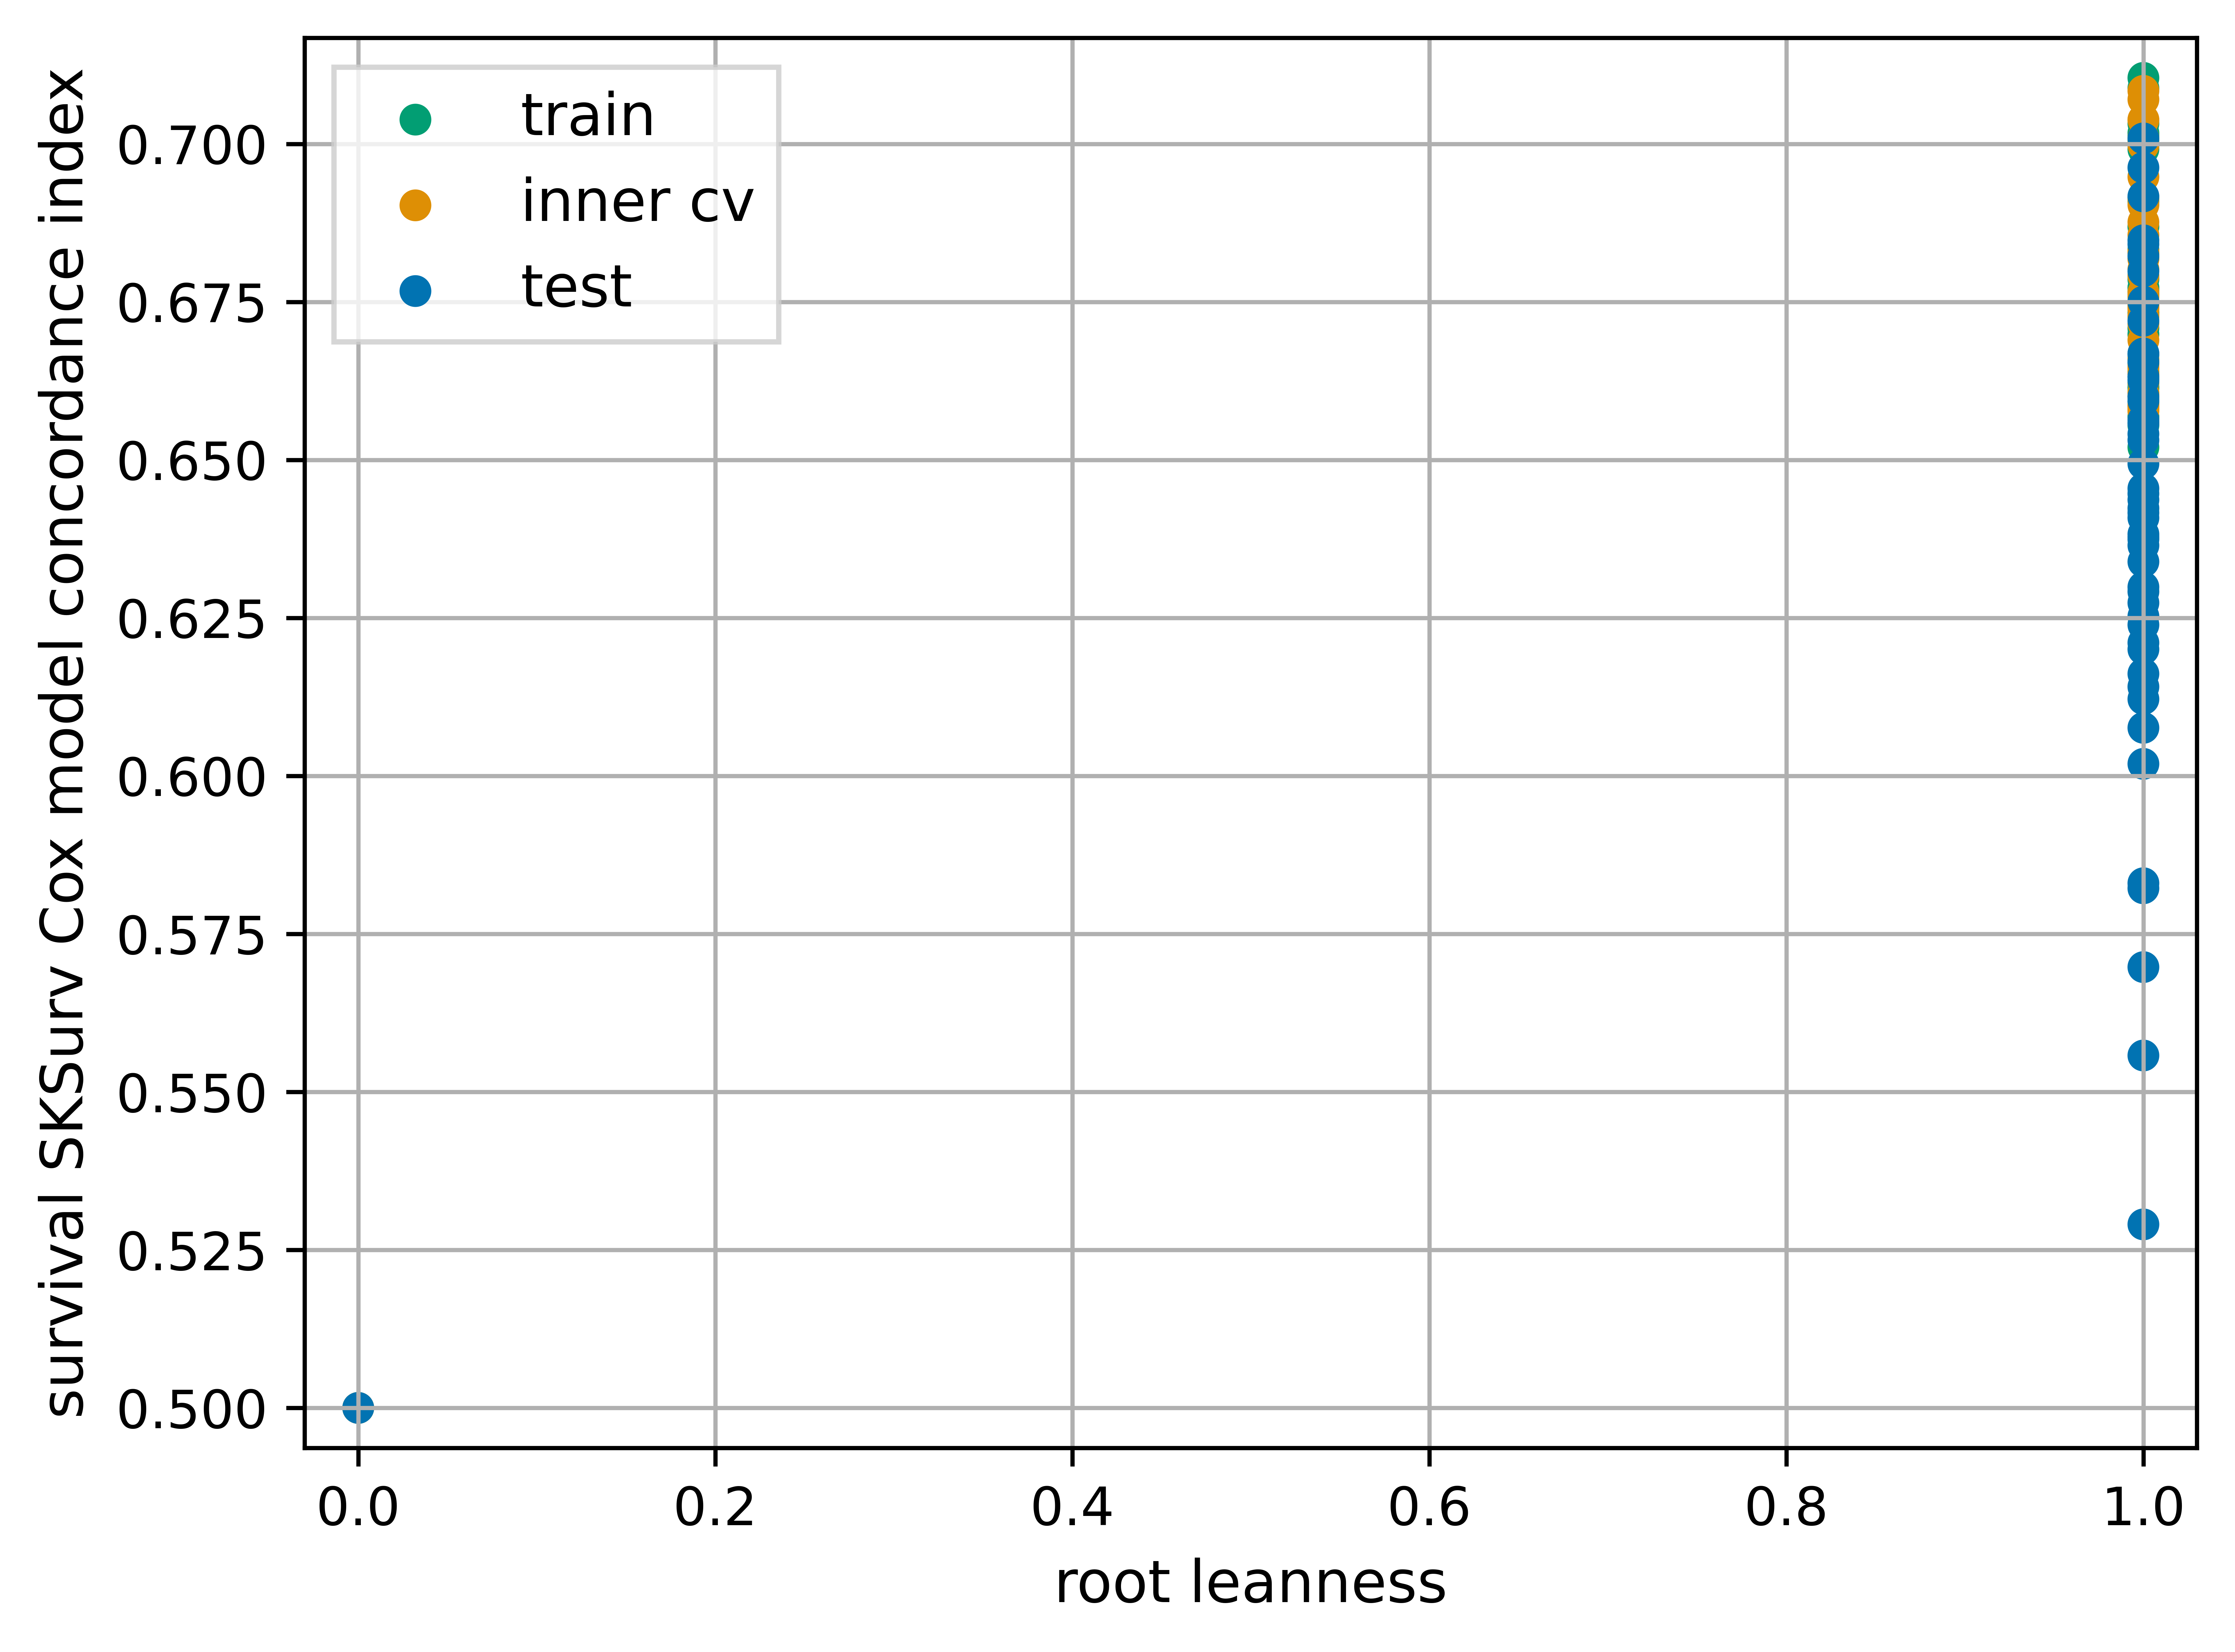 survival SKSurv Cox model concordance index
0.700
0.675
0.650
0.625
0.600
0.575
0.550
0.525
0.500
train
inner cv
test
0.0 0.2 0.4 0.6 0.8 1.0
root leanness